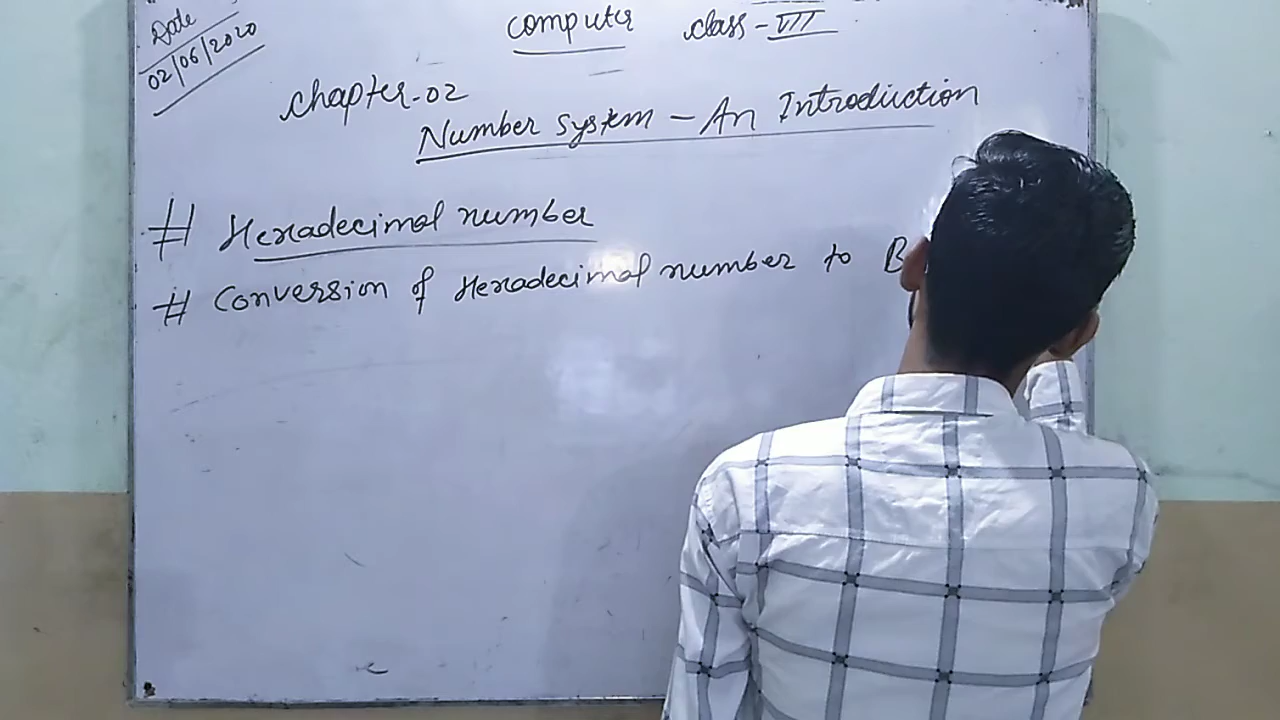 Date
02/06/2020
computer class - VII
chapter-02
Number system - An Introduction
# Hexadecimal number
# Conversion of Hexadecimal number to B